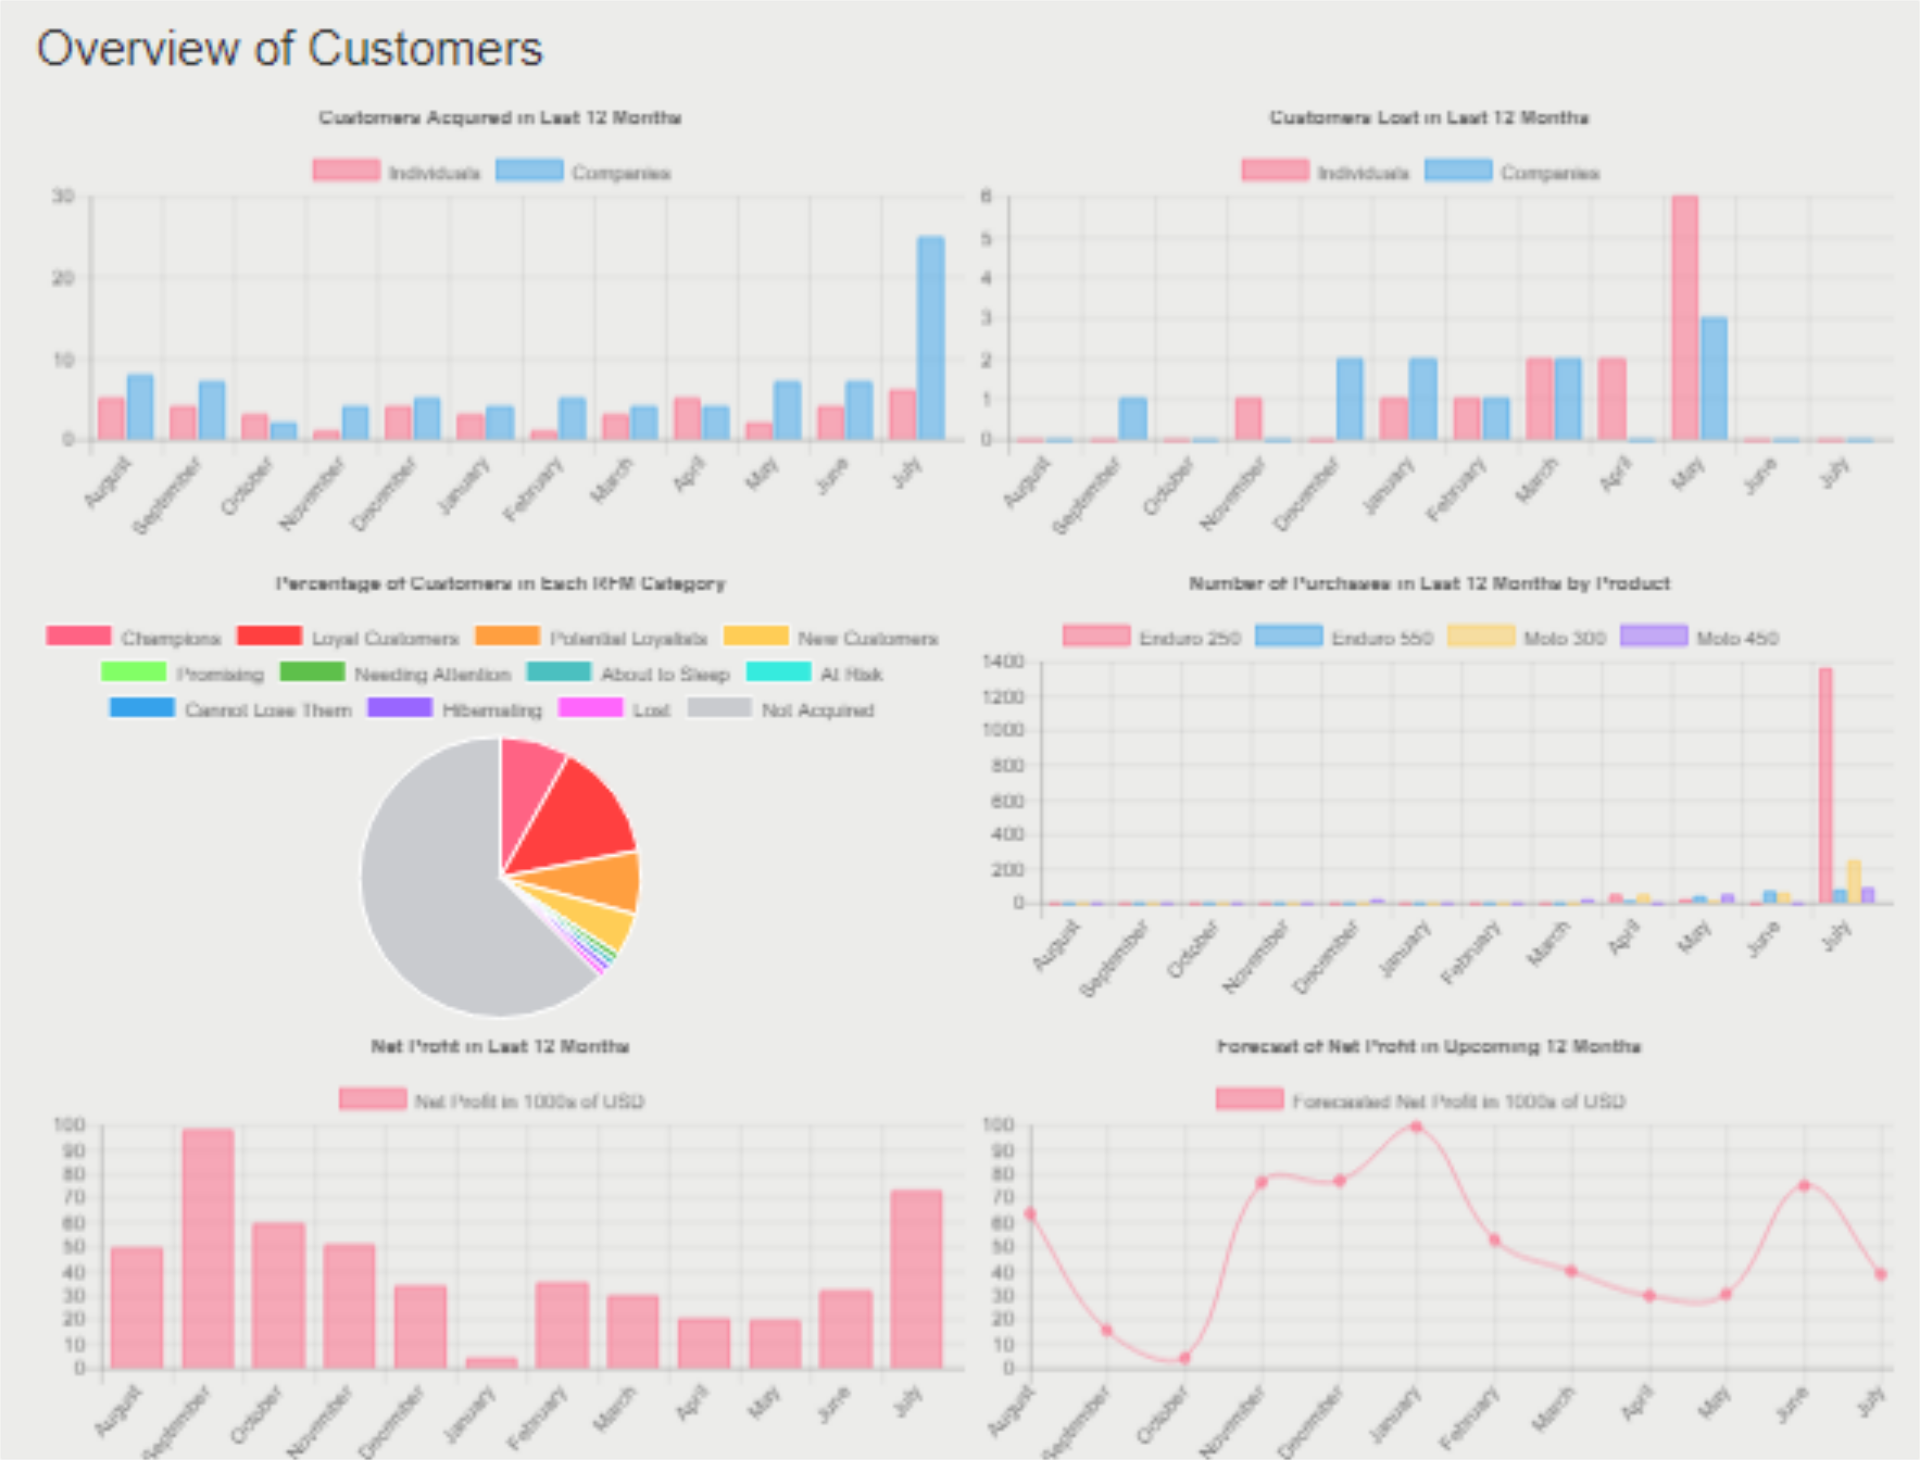 Overview of Customers
Customers Acquired in Last 12 Months
Individuals Companies
30
20
10
0
August September October November December January February March April May June July
Customers Lost in Last 12 Months
Individuals Companies
6
5
4
3
2
1
0
August September October November December January February March April May June July
Percentage of Customers in Each RFM Category
Champions Loyal Customers Potential Loyalists New Customers
Promising Needing Attention About to Sleep At Risk
Cannot Lose Them Hibernating Lost Not Acquired
Number of Purchases in Last 12 Months by Product
Enduro 250 Enduro 550 Moto 300 Moto 450
1400
1200
1000
800
600
400
200
0
August September October November December January February March April May June July
Net Profit in Last 12 Months
Net Profit in 1000s of USD
100
90
80
70
60
50
40
30
20
10
0
August September October November December January February March April May June July
Forecast of Net Profit in Upcoming 12 Months
Forecasted Net Profit in 1000s of USD
100
90
80
70
60
50
40
30
20
10
0
August September October November December January February March April May June July